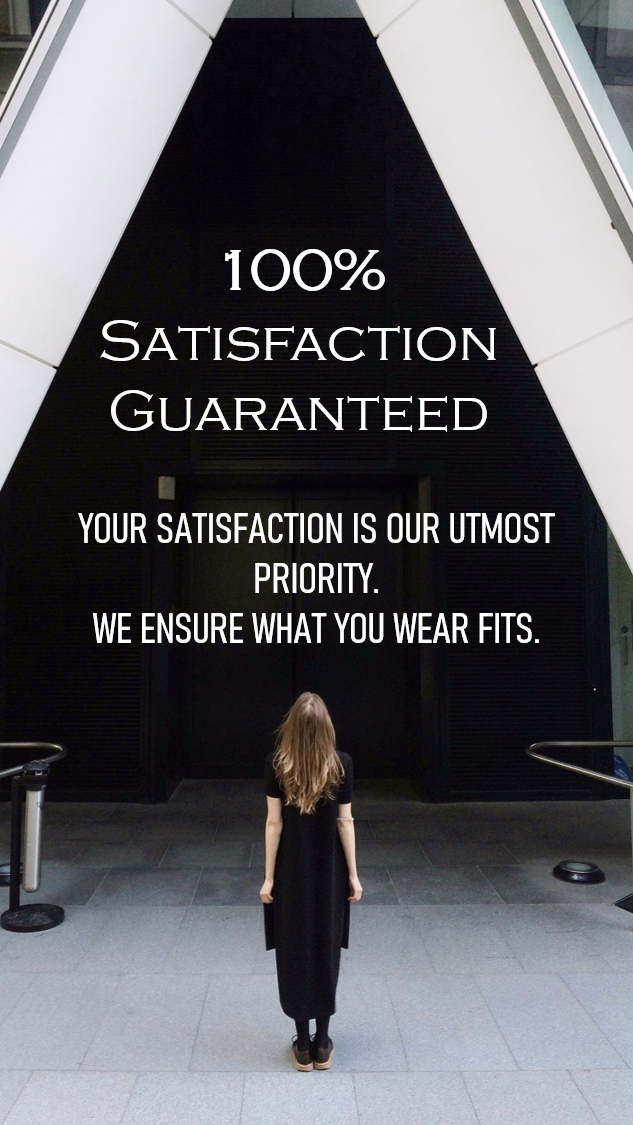 100%
Satisfaction
Guaranteed
YOUR SATISFACTION IS OUR UTMOST
PRIORITY.
WE ENSURE WHAT YOU WEAR FITS.